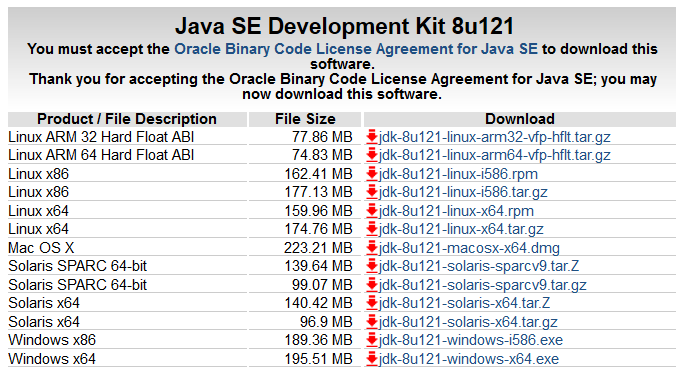 Java SE Development Kit 8u121
You must accept the Oracle Binary Code License Agreement for Java SE to download this
software.
Thank you for accepting the Oracle Binary Code License Agreement for Java SE; you may
now download this software.
Product / File Description File Size Download
Linux ARM 32 Hard Float ABI 77.86 MB jdk-8u121-linux-arm32-vfp-hflt.tar.gz
Linux ARM 64 Hard Float ABI 74.83 MB jdk-8u121-linux-arm64-vfp-hflt.tar.gz
Linux x86 162.41 MB jdk-8u121-linux-i586.rpm
Linux x86 177.13 MB jdk-8u121-linux-i586.tar.gz
Linux x64 159.96 MB jdk-8u121-linux-x64.rpm
Linux x64 174.76 MB jdk-8u121-linux-x64.tar.gz
Mac OS X 223.21 MB jdk-8u121-macosx-x64.dmg
Solaris SPARC 64-bit 139.64 MB jdk-8u121-solaris-sparcv9.tar.Z
Solaris SPARC 64-bit 99.07 MB jdk-8u121-solaris-sparcv9.tar.gz
Solaris x64 140.42 MB jdk-8u121-solaris-x64.tar.Z
Solaris x64 96.9 MB jdk-8u121-solaris-x64.tar.gz
Windows x86 189.36 MB jdk-8u121-windows-i586.exe
Windows x64 195.51 MB jdk-8u121-windows-x64.exe